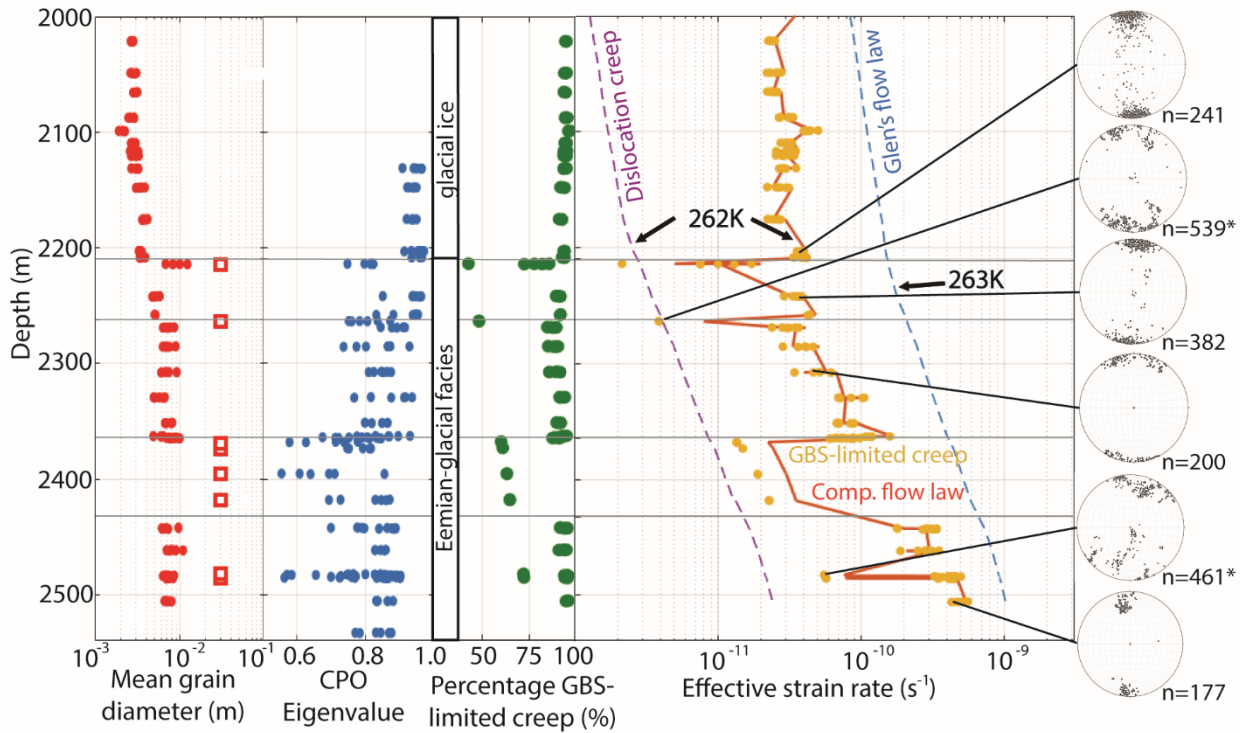 2000
2100
2200
2300
2400
2500
Depth (m)
10-3
10-2
10-1
Mean grain
diameter (m)
0.6
0.8
1.0
CPO
Eigenvalue
glacial ice
Eemian-glacial facies
50
75
100
Percentage GBS-
limited creep (%)
Dislocation creep
Glen's flow law
262K
263K
GBS-limited creep
Comp. flow law
10-11
10-10
10-9
Effective strain rate (s-1)
n=241
n=539*
n=382
n=200
n=461*
n=177